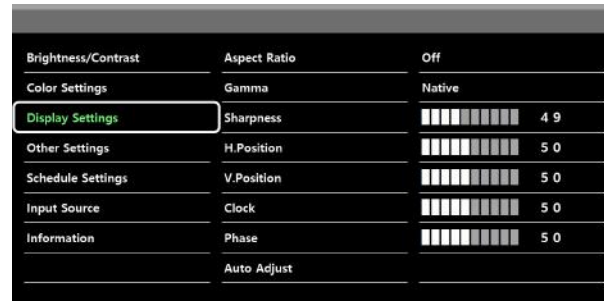 Brightness/Contrast Aspect Ratio Off
Color Settings Gamma Native
Display Settings Sharpness 49
Other Settings H.Position 50
Schedule Settings V.Position 50
Input Source Clock 50
Information Phase 50
Auto Adjust